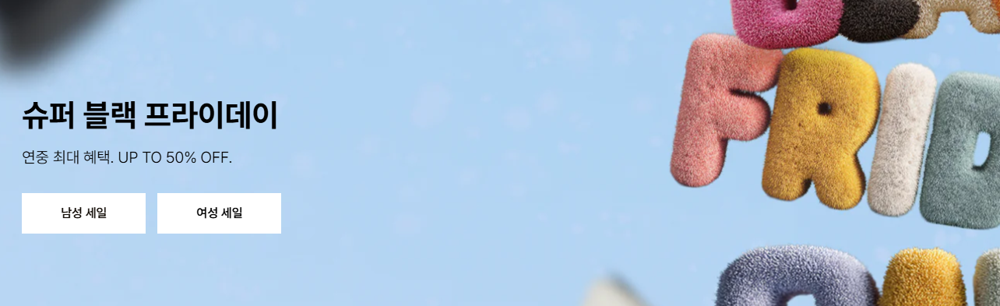 슈퍼 블랙 프라이데이
연중 최대 혜택. UP TO 50% OFF.
남성 세일
여성 세일
FRID